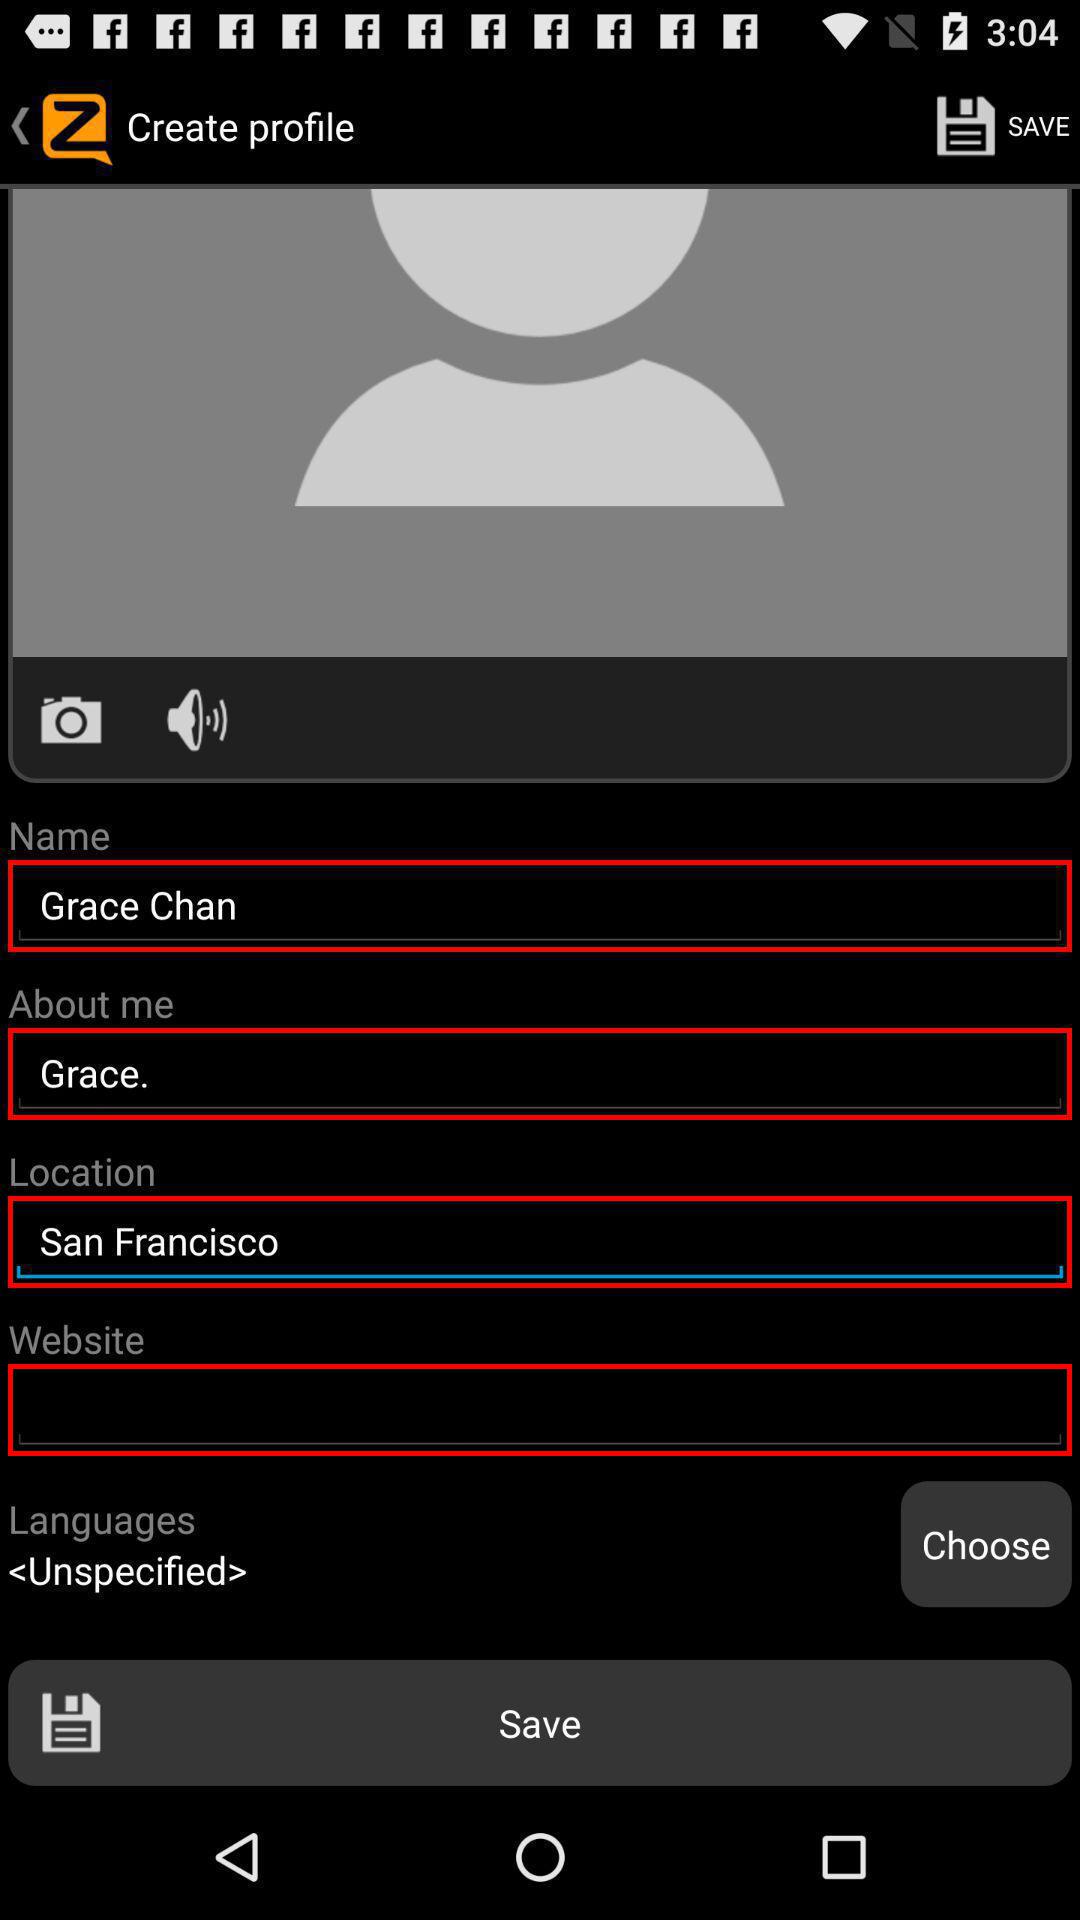 3:04
Create profile
SAVE
Name
Grace Chan
About me
Grace.
Location
San Francisco
Website
Languages
<Unspecified>
Choose
Save